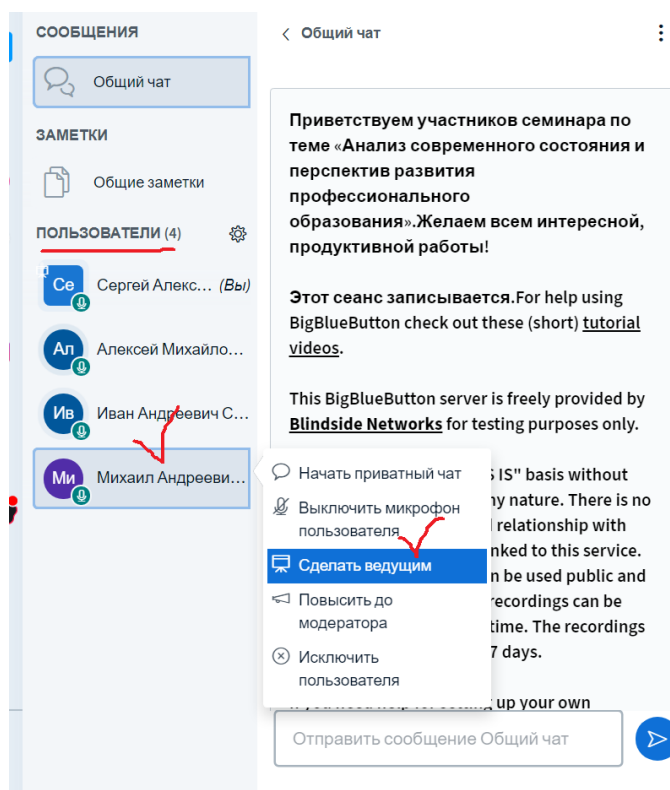 СООБЩЕНИЯ
Общий чат
ЗАМЕТКИ
Общие заметки
ПОЛЬЗОВАТЕЛИ (4)
Се Сергей Алекс... (Вы)
Ал Алексей Михайло...
Ив Иван Андреевич С...
Ми Михаил Андрееви...
Общий чат
Приветствуем участников семинара по
теме «Анализ современного состояния и
перспектив развития
профессионального
образования».Желаем всем интересной,
продуктивной работы!
Этот сеанс записывается.For help using
BigBlueButton check out these (short) tutorial
videos.
This BigBlueButton server is freely provided by
Blindside Networks for testing purposes only.
IS" basis without
ny nature. There is no
relationship with
nked to this service.
n be used public and
recordings can be
time. The recordings
7 days.
up your own
Начать приватный чат
Выключить микрофон
пользователя
Сделать ведущим
Повысить до
модератора
Исключить
пользователя
Отправить сообщение Общий чат